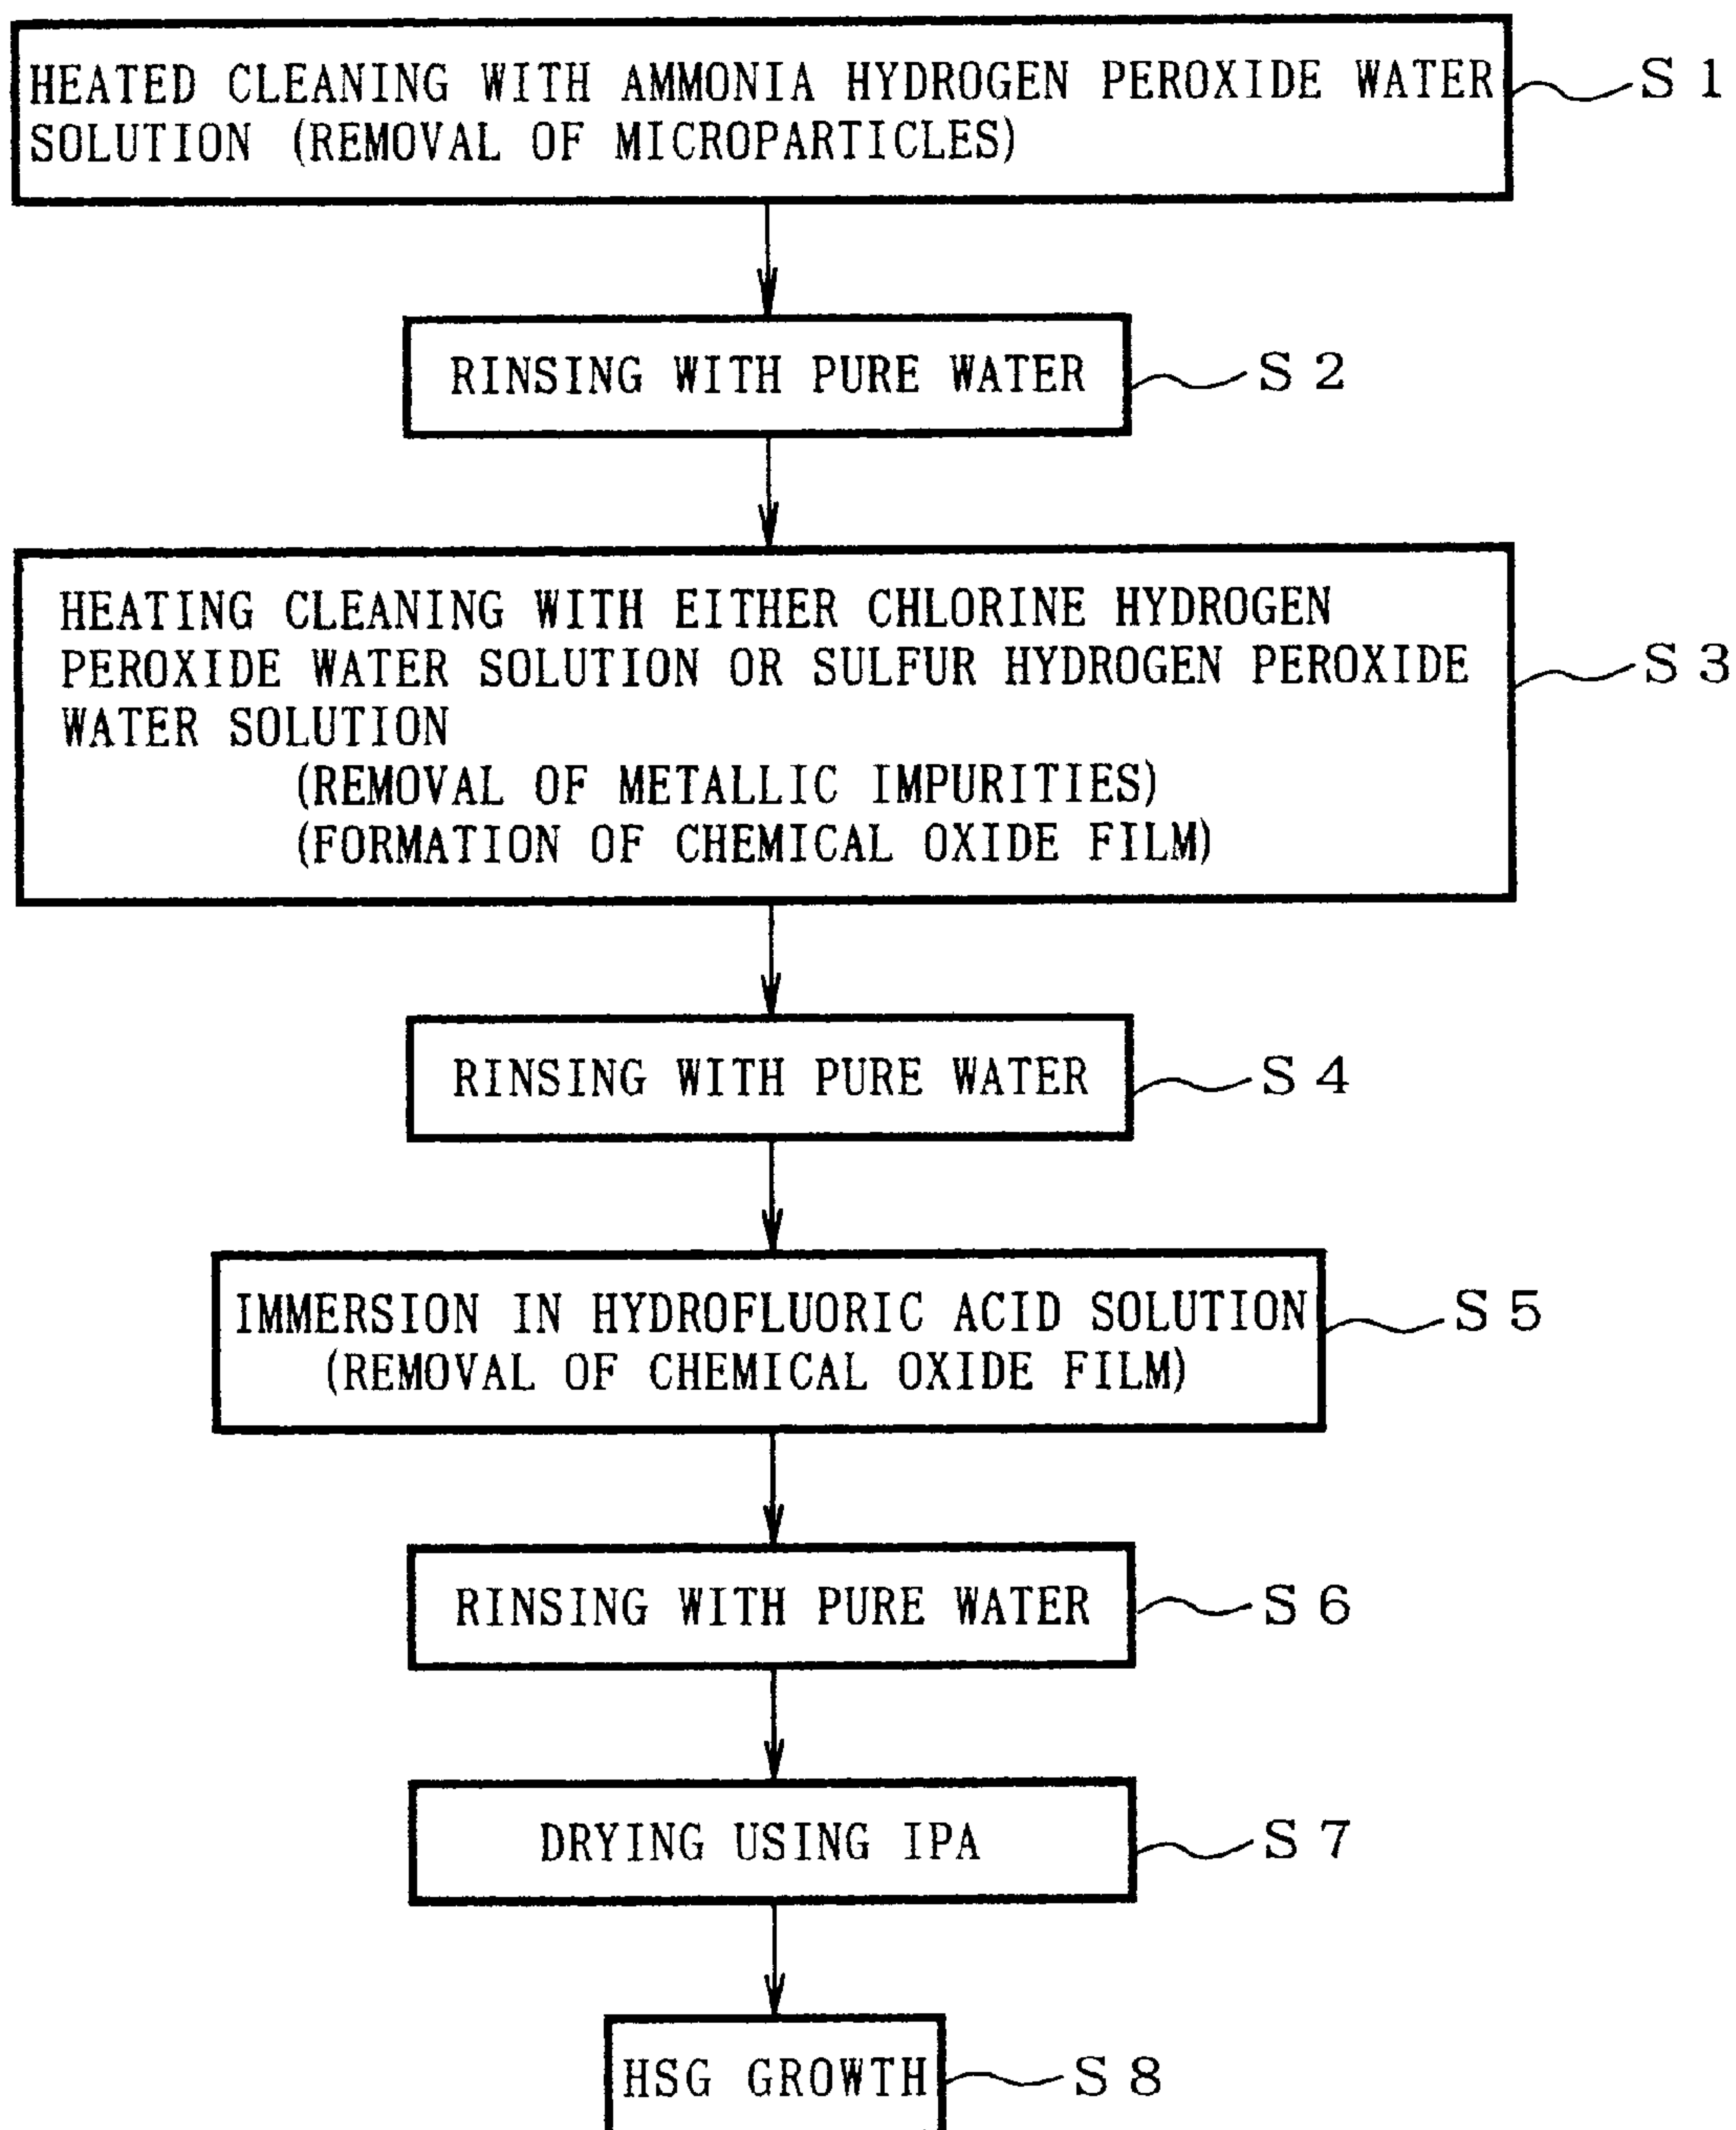 HEATED CLEANING WITH AMMONIA HYDROGEN PEROXIDE WATER
SOLUTION (REMOVAL OF MICROPARTICLES)
S1
RINSING WITH PURE WATER
S2
HEATING CLEANING WITH EITHER CHLORINE HYDROGEN
PEROXIDE WATER SOLUTION OR SULFUR HYDROGEN PEROXIDE
WATER SOLUTION
(REMOVAL OF METALLIC IMPURITIES)
(FORMATION OF CHEMICAL OXIDE FILM)
S3
RINSING WITH PURE WATER
S4
IMMERSION IN HYDROFLUORIC ACID SOLUTION
(REMOVAL OF CHEMICAL OXIDE FILM)
S5
RINSING WITH PURE WATER
S6
DRYING USING IPA
S7
HSG GROWTH
S8